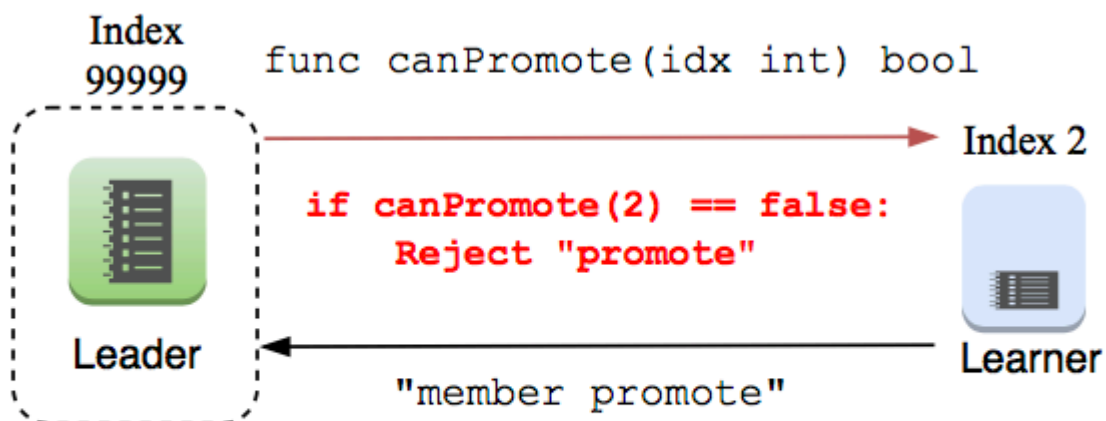 Index
99999
func canPromote(idx int) bool
Index 2
if canPromote(2) == false:
Reject "promote"
Leader
Learner
"member promote"